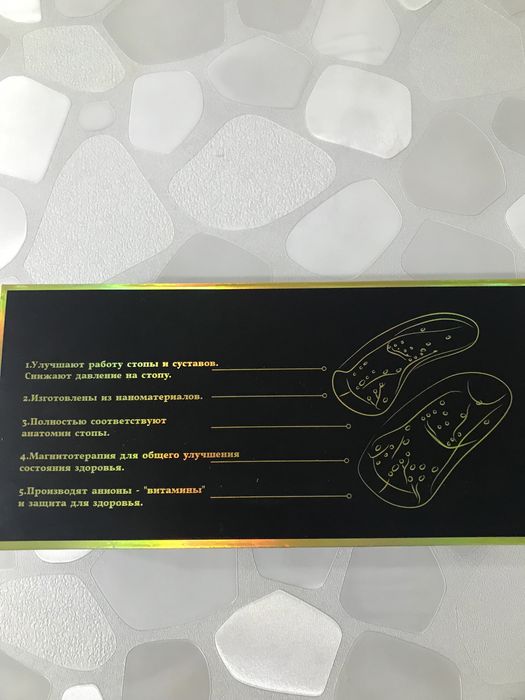 1.Улучшают работу стопы и суставов.
Снижают давление на стопу.
2.Изготовлены из наноматериалов.
3.Полностью соответствуют
анатомии стопы.
4.Магнитотерапия для общего улучшения
состояния здоровья.
5.Производят анионы - "витамины"
и защита для здоровья.